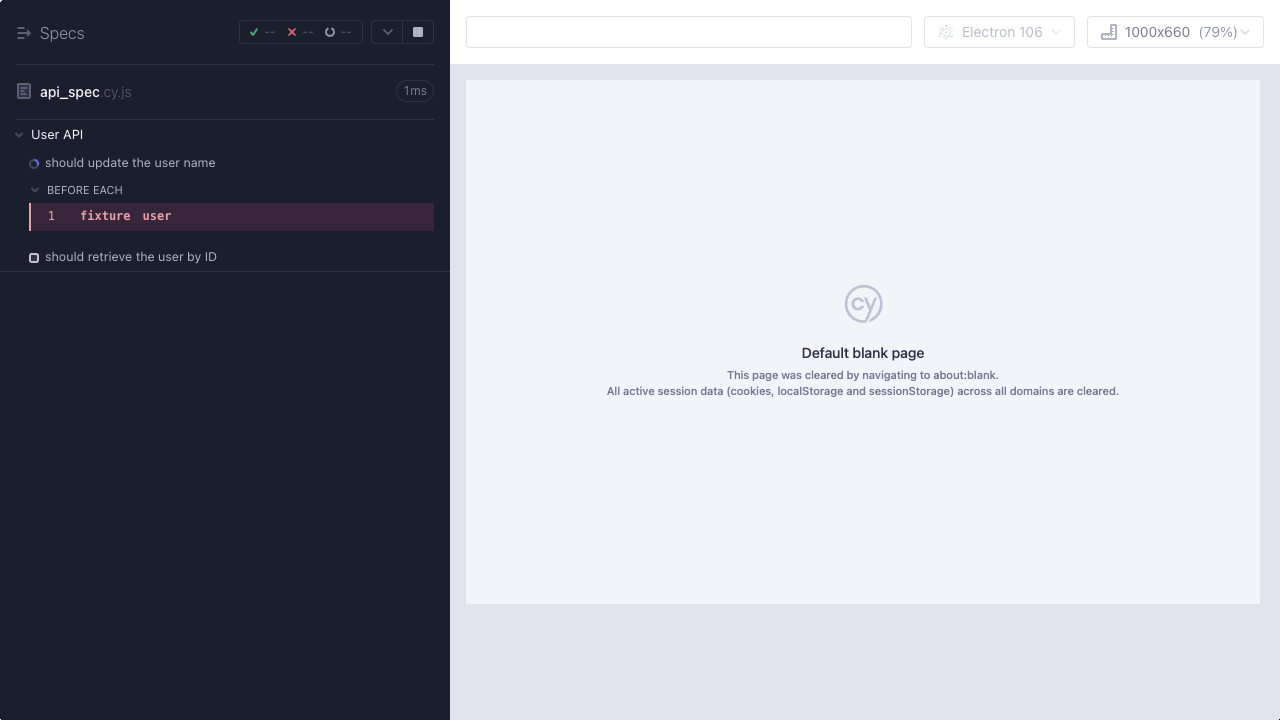 Specs
--
--
--
Electron 106
1000x660 (79%)
api_spec.cy.js
1ms
User API
should update the user name
BEFORE EACH
1 fixture user
should retrieve the user by ID
cy
Default blank page
This page was cleared by navigating to about:blank.
All active session data (cookies, localStorage and sessionStorage) across all domains are cleared.